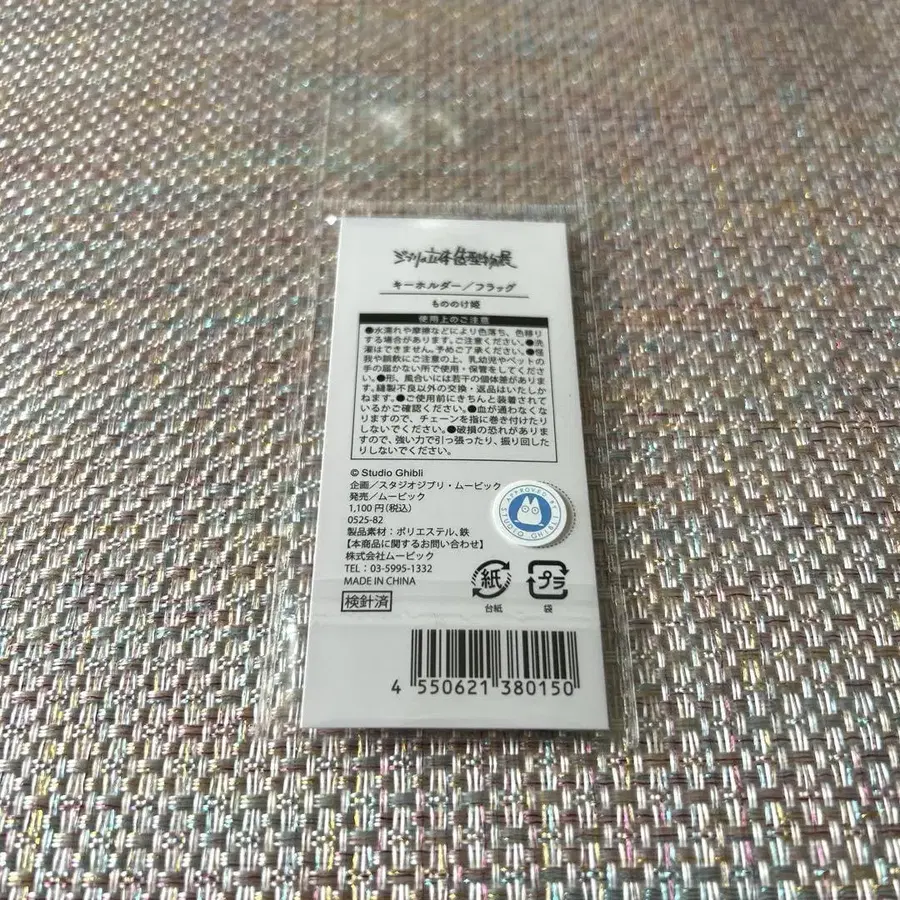 ジブリの立体造型物展
キーホルダー／フラッグ
もののけ姫
使用上のご注意
●水濡れや摩擦などにより色落ち、色移り
する場合があります。ご注意ください。●洗
濯はできません。予めご了承ください。●怪
我や誤飲にご注意の上、乳幼児やペットの
手の届かない所で使用・保管をしてくださ
い。●形、風合いには若干の個体差がありま
す。縫製不良以外の交換・返品はいたしか
ねます。●ご使用前にきちんと装着されて
いるかご確認ください。●血が通わなくな
りますので、チェーンを指に巻き付けたり
しないでください。●破損の恐れがありま
すので、強い力で引っ張ったり、振り回した
りしないでください。
© Studio Ghibli
企画／スタジオジブリ・ムービック
発売／ムービック
1,100円（税込）
0525-82
製品素材：ポリエステル、鉄
【本商品に関するお問い合わせ】
株式会社ムービック
TEL：03-5995-1332
MADE IN CHINA
検針済
APPROVED BY STUDIO GHIBLI
紙
台紙
プラ
袋
4 550621 380150